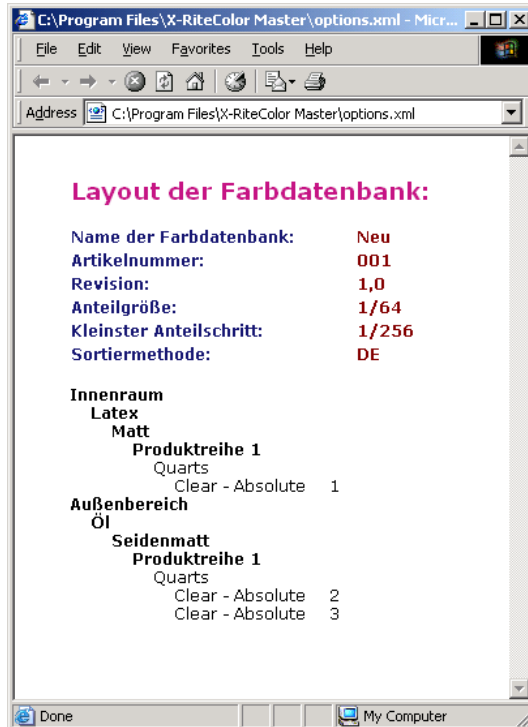 C:\Program Files\X-RiteColor Master\options.xml - Micr...
File Edit View Favorites Tools Help
Address C:\Program Files\X-RiteColor Master\options.xml
Layout der Farbdatenbank:
Name der Farbdatenbank: Neu
Artikelnummer: 001
Revision: 1,0
Anteilgröße: 1/64
Kleinster Anteilschritt: 1/256
Sortiermethode: DE
Innenraum
Latex
Matt
Produktreihe 1
Quarts
Clear - Absolute 1
Außenbereich
Öl
Seidenmatt
Produktreihe 1
Quarts
Clear - Absolute 2
Clear - Absolute 3
Done My Computer